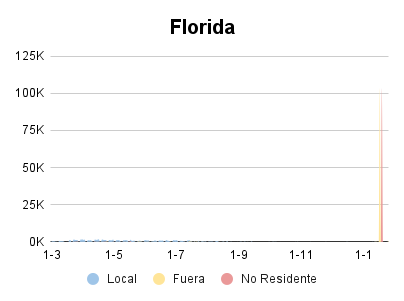 Florida
125K
100K
75K
50K
25K
0K
1-3 1-5 1-7 1-9 1-11 1-1
Local Fuera No Residente